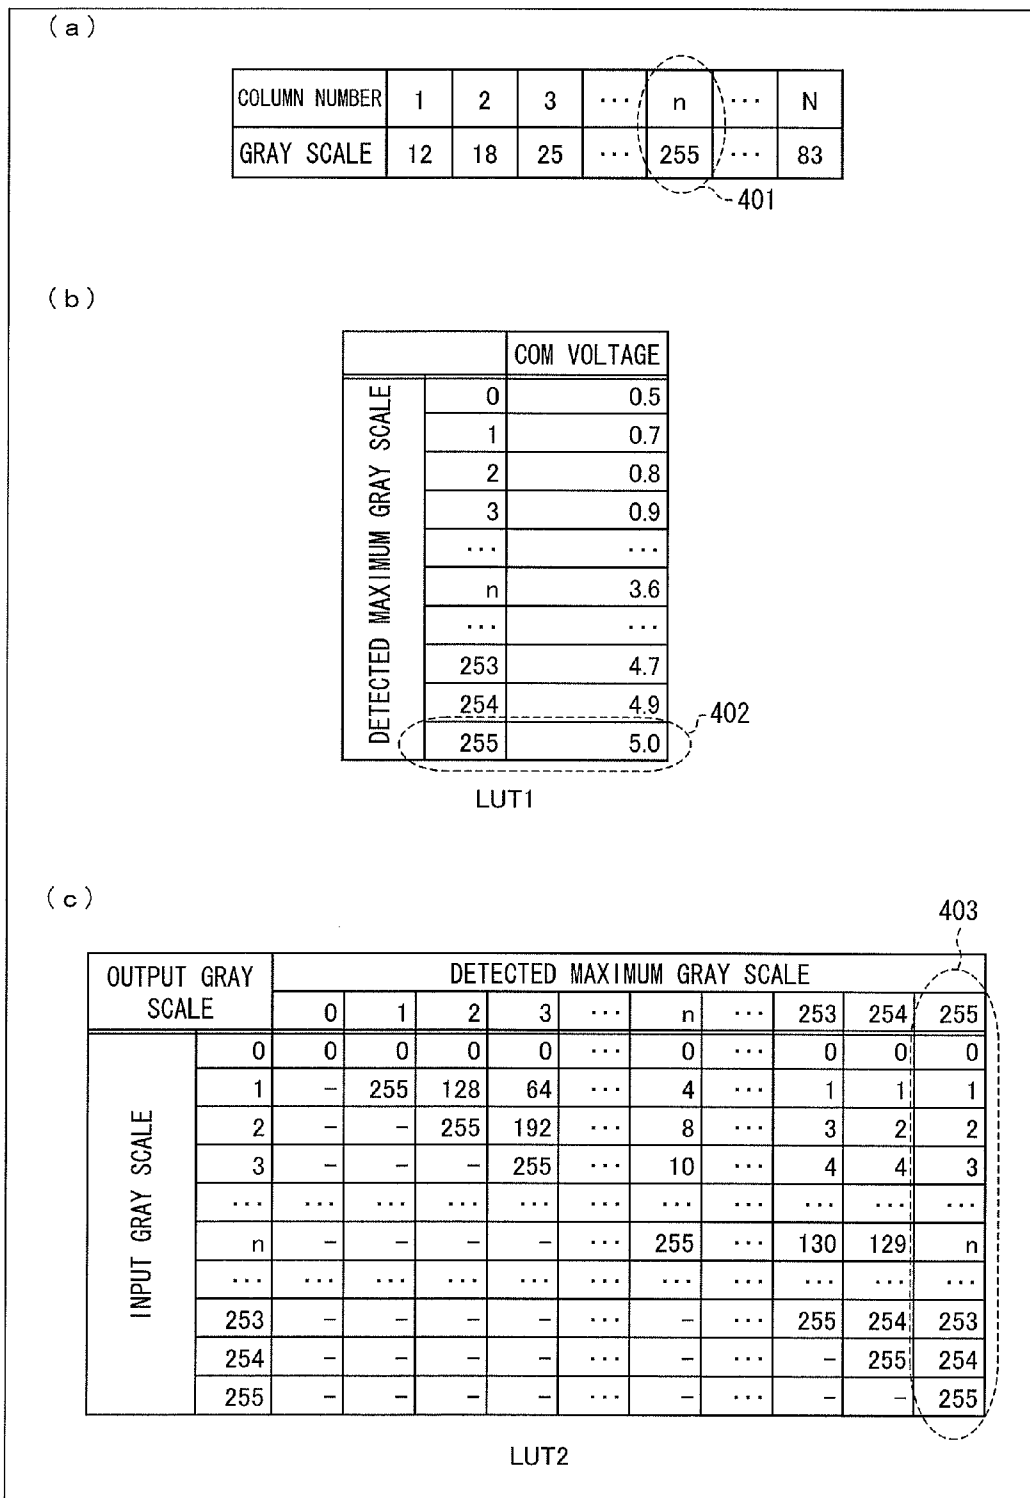 (a)
COLUMN NUMBER 1 2 3 ... n ... N
GRAY SCALE 12 18 25 ... 255 ... 83
401
(b)
COM VOLTAGE
DETECTED MAXIMUM GRAY SCALE
0 0.5
1 0.7
2 0.8
3 0.9
... ...
n 3.6
... ...
253 4.7
254 4.9
255 5.0
402
LUT1
(c)
403
OUTPUT GRAY SCALE
DETECTED MAXIMUM GRAY SCALE
0 1 2 3 ... n ... 253 254 255
INPUT GRAY SCALE
0 0 0 0 0 ... 0 ... 0 0 0
1 - 255 128 64 ... 4 ... 1 1 1
2 - - 255 192 ... 8 ... 3 2 2
3 - - - 255 ... 10 ... 4 4 3
... ... ... ... ... ... ... ... ... ... ...
n - - - - ... 255 ... 130 129 n
... ... ... ... ... ... ... ... ... ... ...
253 - - - - ... - ... 255 254 253
254 - - - - ... - ... - 255 254
255 - - - - ... - ... - - 255
LUT2